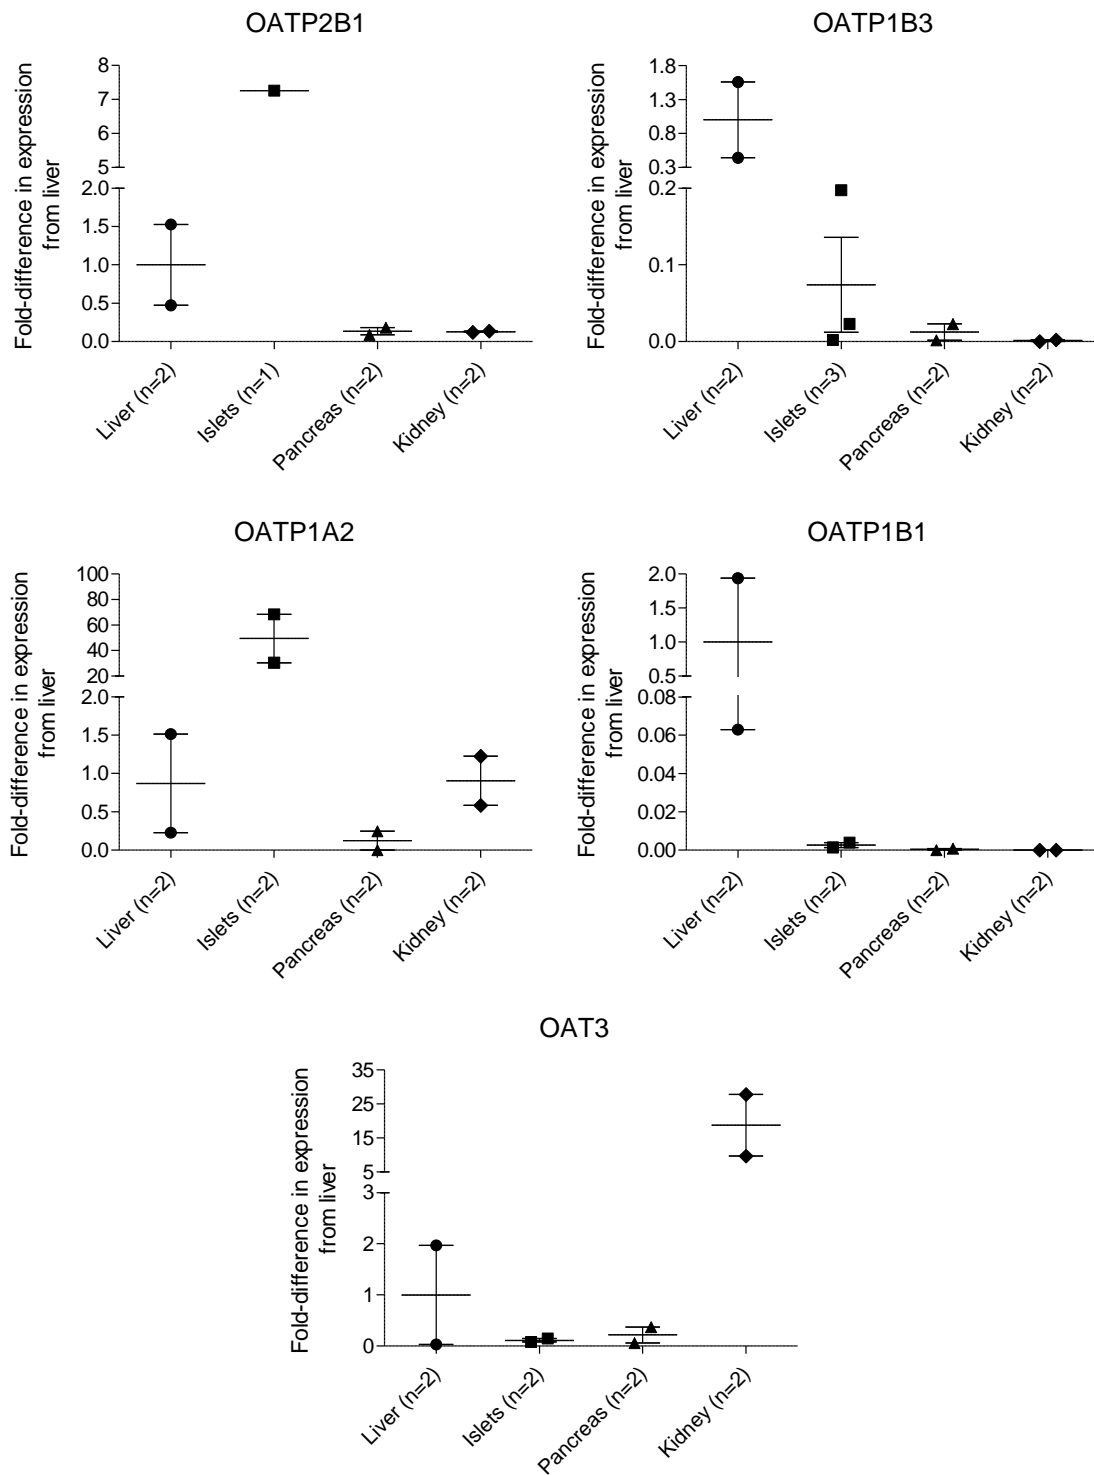 OATP2B1
Fold-difference in expression
from liver
8
7
6
5
2.0
1.5
1.0
0.5
0.0
Liver (n=2)
Islets (n=1)
Pancreas (n=2)
Kidney (n=2)
OATP1B3
Fold-difference in expression
from liver
1.8
1.3
0.8
0.3
0.2
0.1
0.0
Liver (n=2)
Islets (n=3)
Pancreas (n=2)
Kidney (n=2)
OATP1A2
Fold-difference in expression
from liver
100
80
60
40
20
2.0
1.5
1.0
0.5
0.0
Liver (n=2)
Islets (n=2)
Pancreas (n=2)
Kidney (n=2)
OATP1B1
Fold-difference in expression
from liver
2.0
1.5
1.0
0.5
0.08
0.06
0.04
0.02
0.00
Liver (n=2)
Islets (n=2)
Pancreas (n=2)
Kidney (n=2)
OAT3
Fold-difference in expression
from liver
35
25
15
5
3
2
1
0
Liver (n=2)
Islets (n=2)
Pancreas (n=2)
Kidney (n=2)